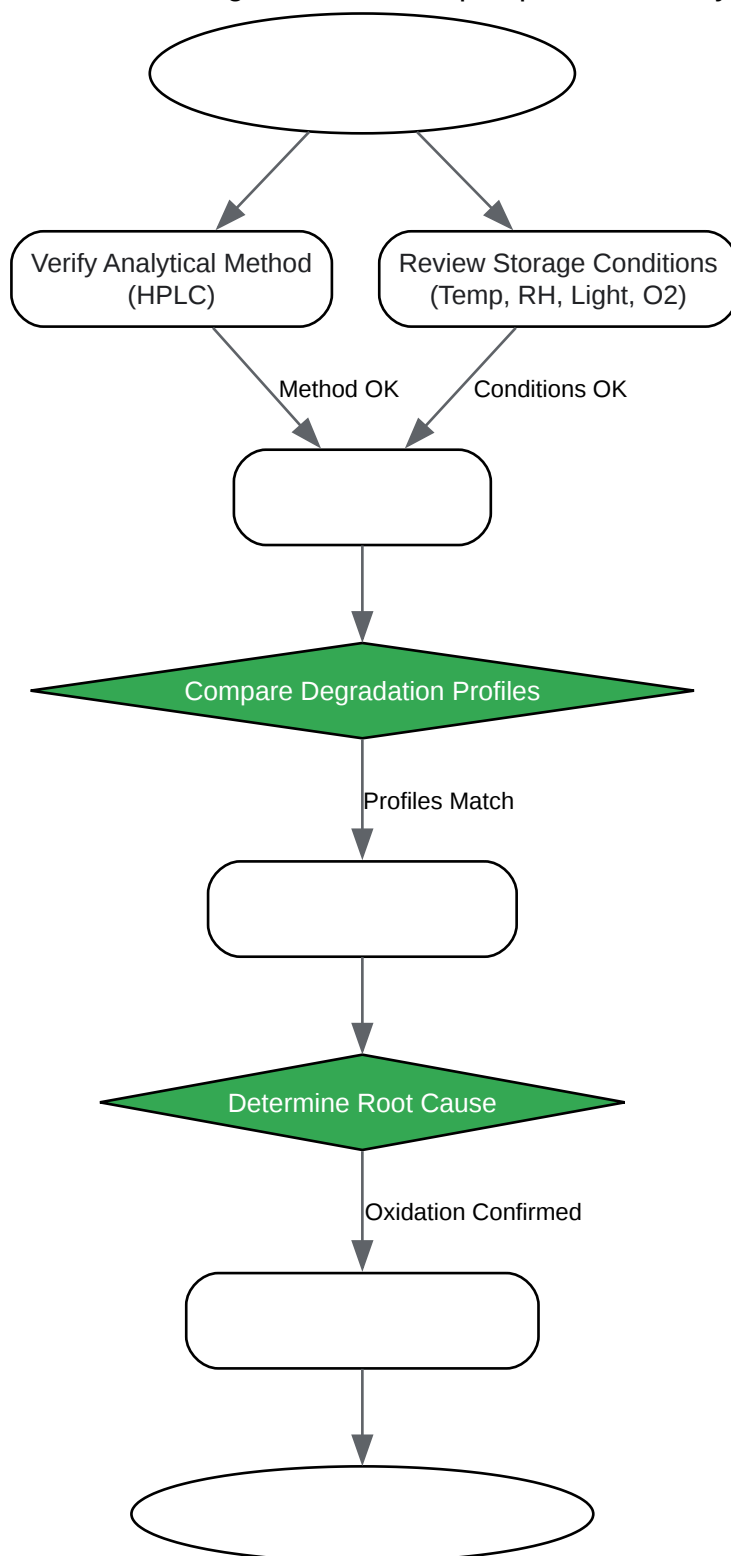 Verify Analytical Method
(HPLC)
Review Storage Conditions
(Temp, RH, Light, O2)
Method OK
Conditions OK
Compare Degradation Profiles
Profiles Match
Determine Root Cause
Oxidation Confirmed